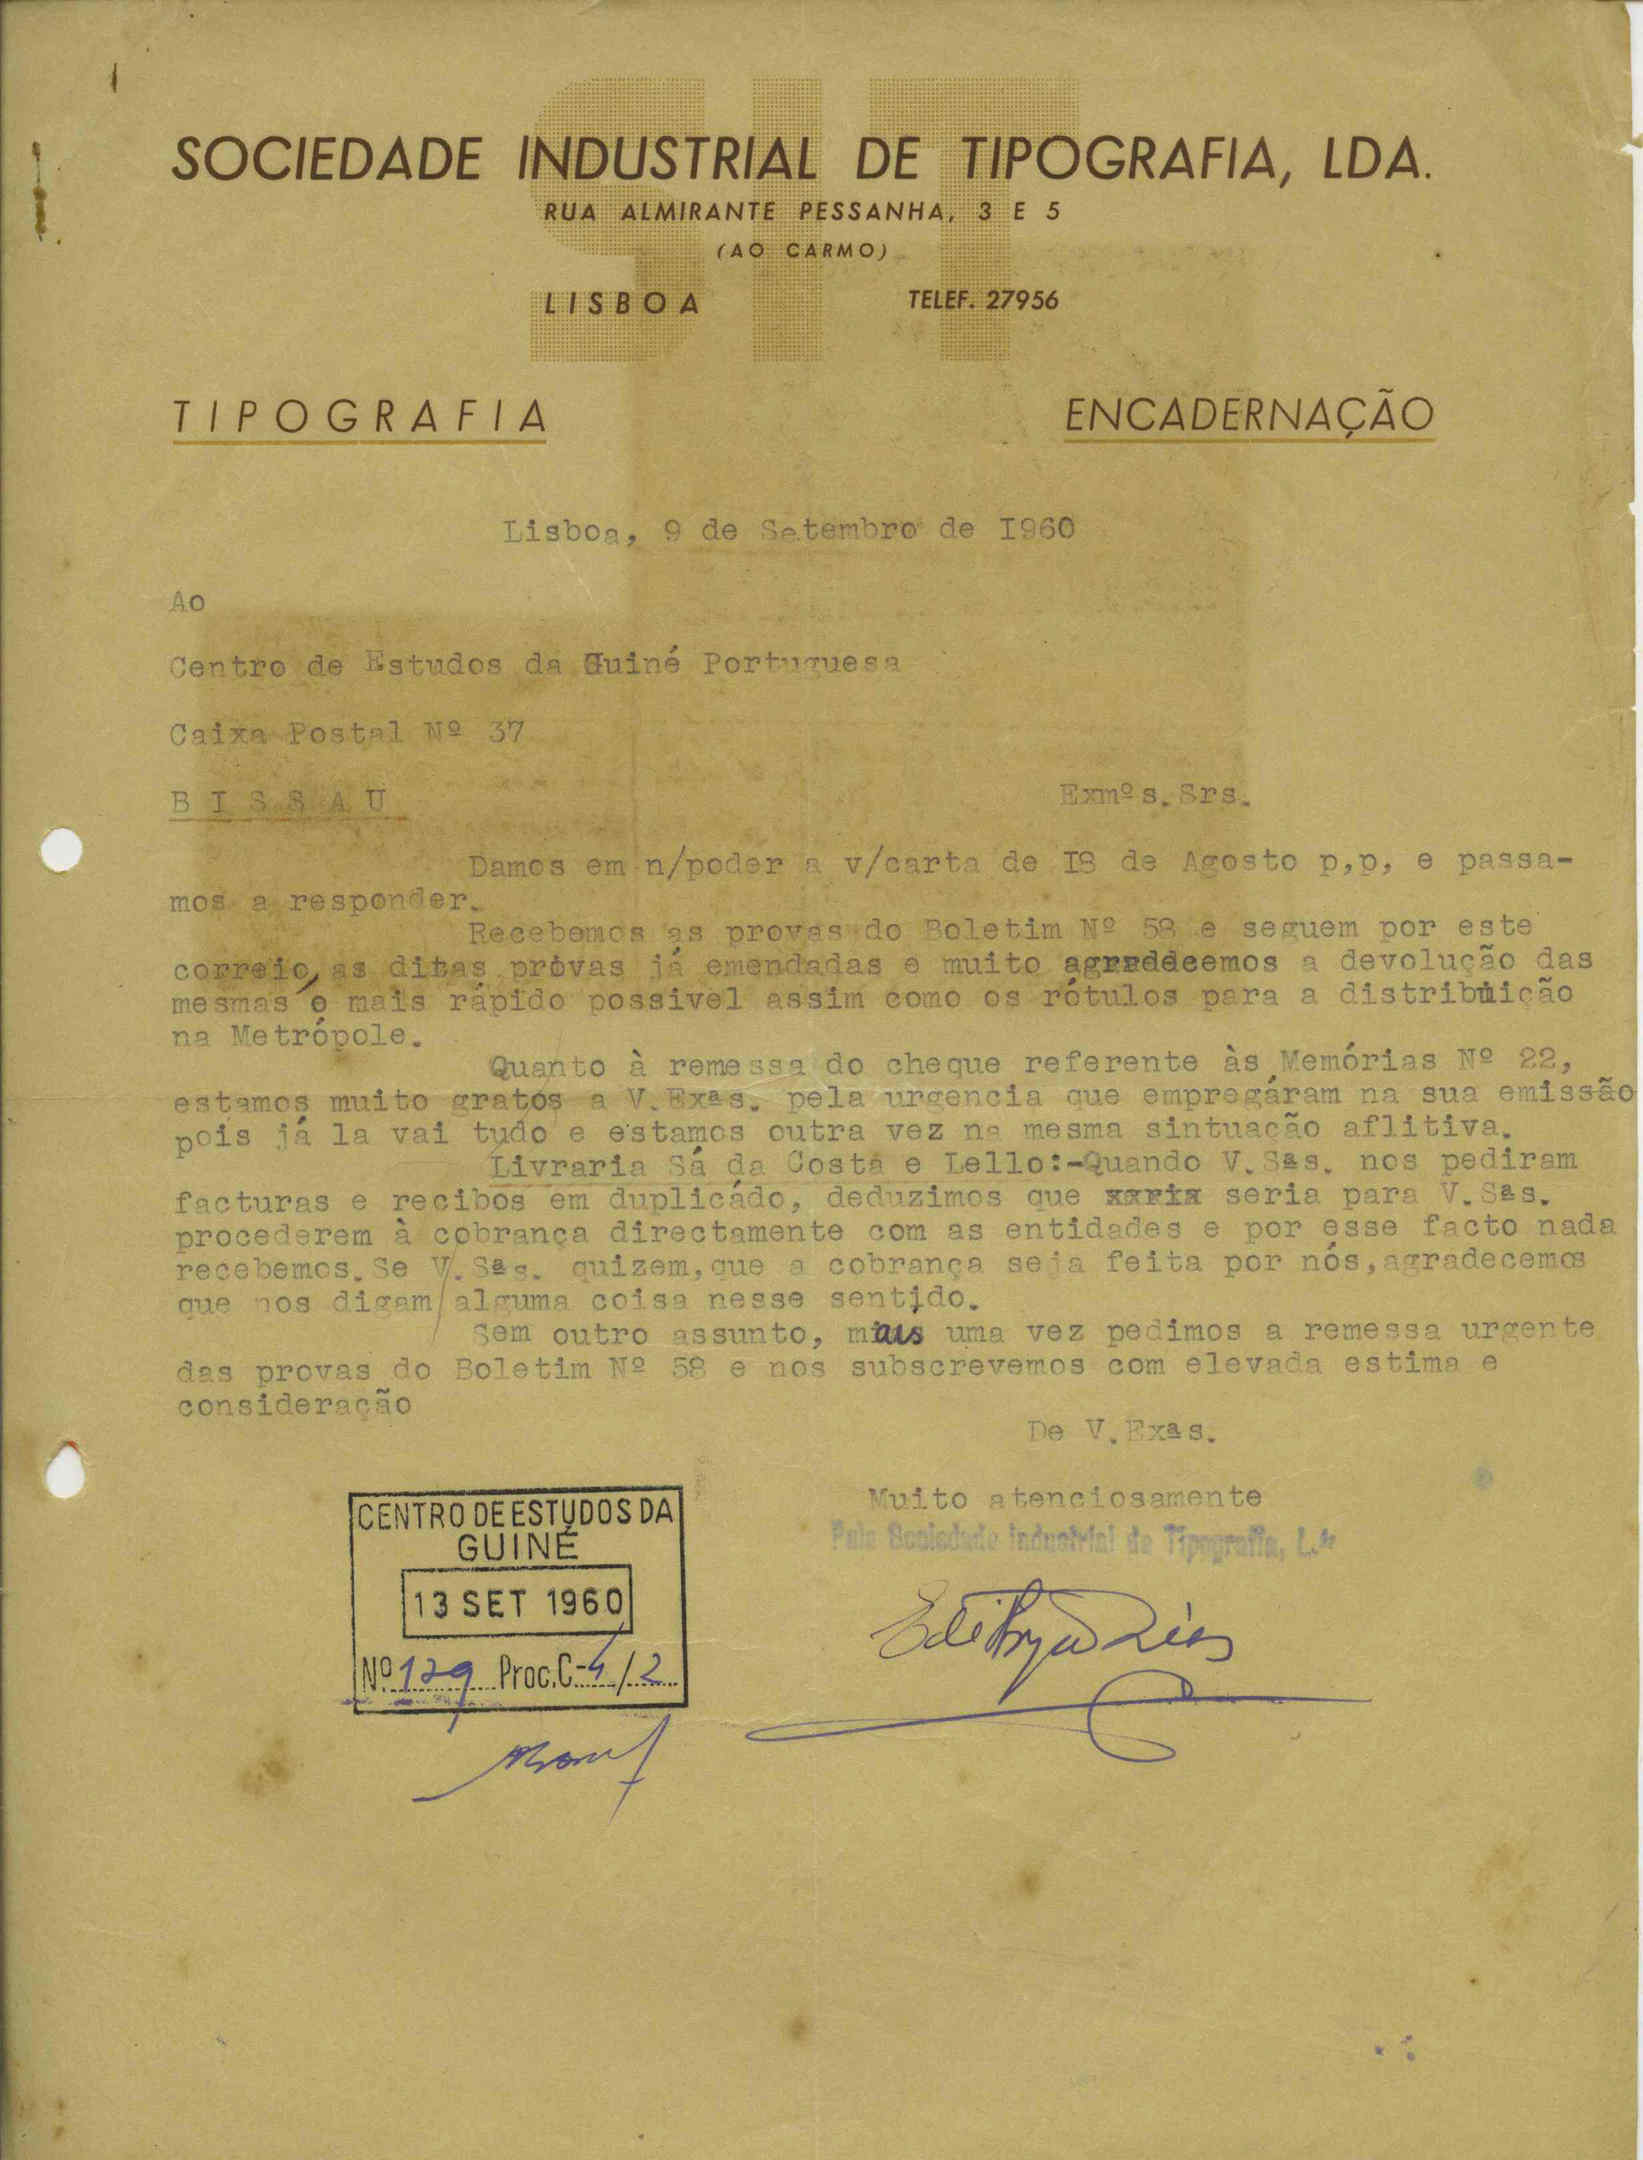 SIT
SOCIEDADE INDUSTRIAL DE TIPOGRAFIA, LDA.
RUA ALMIRANTE PESSANHA, 3 E 5
(AO CARMO)
LISBOA TELEF. 27956
TIPOGRAFIA ENCADERNAÇÃO
Lisboa, 9 de Setembro de I960
Ao
Centro de Estudos da Guiné Portuguesa
Caixa Postal Nº 37
B I S S A U Exmºs. Srs.
Damos em n/poder a v/carta de I8 de Agosto p,p, e passa-
mos a responder.
Recebemos as provas do Boletim Nº 58 e seguem por este
correio, as ditas provas já emendadas e muito agraddeemos a devolução das
mesmas o mais rápido possivel assim como os rótulos para a distribuição
na Metrópole.
Quanto à remessa do cheque referente às Memórias Nº 22,
estamos muito gratos a V.Exªs. pela urgencia que empregáram na sua emissão
pois já la vai tudo e estamos outra vez na mesma sintuação aflitiva.
Livraria Sá da Costa e Lello:-Quando V.Sªs. nos pediram
facturas e recibos em duplicádo, deduzimos que xxrix seria para V.Sªs.
procederem à cobrança directamente com as entidades e por esse facto nada
recebemos.Se V.Sªs. quizem,que a cobrança seja feita por nós,agradecemos
que nos digam alguma coisa nesse sentido.
Sem outro assunto, mais uma vez pedimos a remessa urgente
das provas do Boletim Nº 58 e nos subscrevemos com elevada estima e
consideração
De V.Exªs.
Muito atenciosamente
Pela Sociedade Industrial de Tipografia, L.da
CENTRO DE ESTUDOS DA
GUINÉ
13 SET 1960
Nº 129 Proc.C-4/2